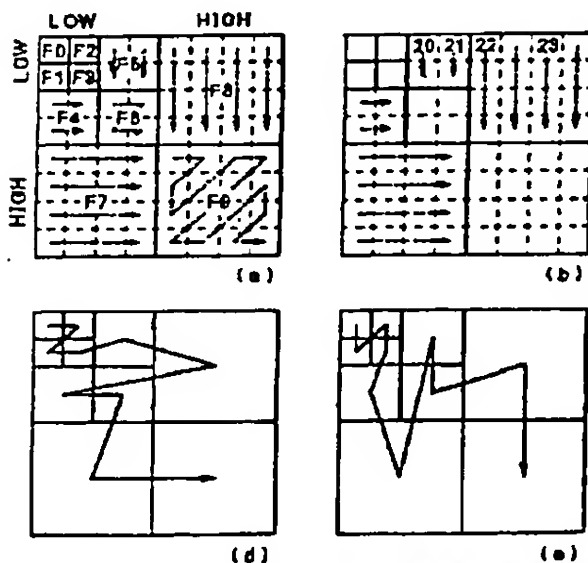 LOW HIGH
LOW
HIGH
F0 F2
F1 F3
F5
F4 F6
F8
F7
F9
(a)
20 21 22 23
(b)
(d)
(e)